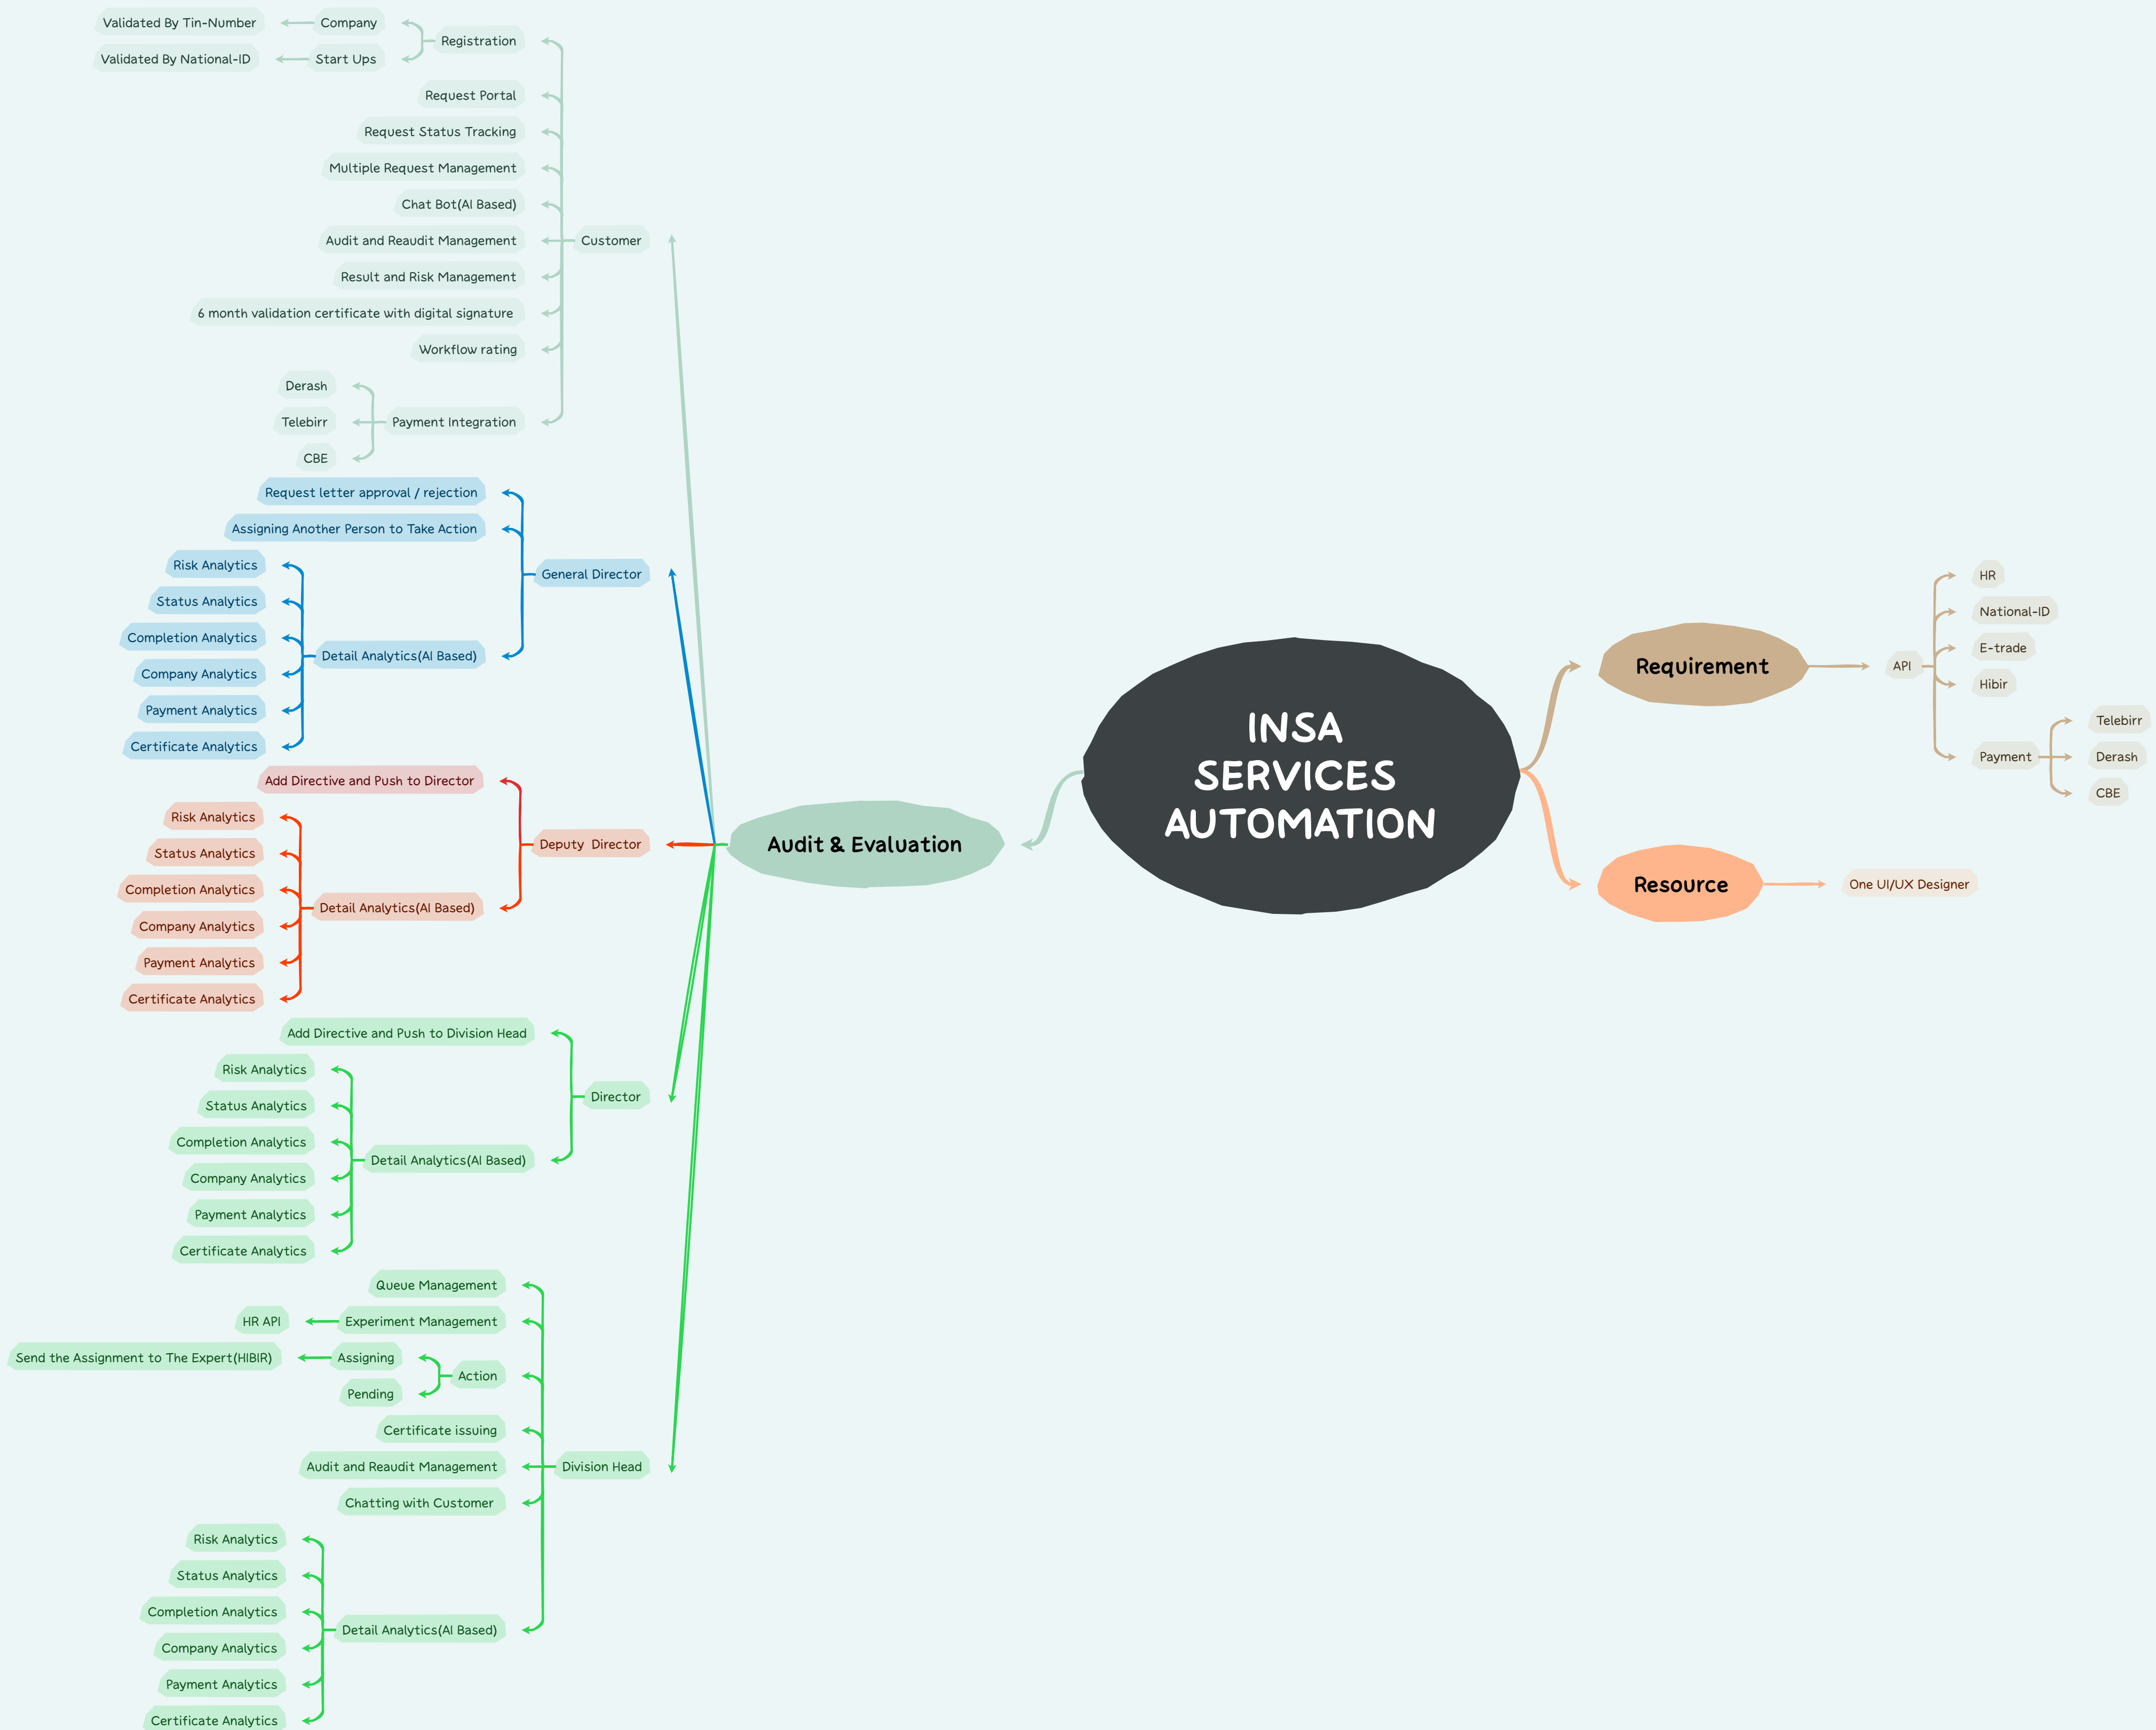 Validated By Tin-Number
Company
Registration
Validated By National-ID
Start Ups
Request Portal
Request Status Tracking
Multiple Request Management
Chat Bot(AI Based)
Audit and Reaudit Management
Customer
Result and Risk Management
6 month validation certificate with digital signature
Workflow rating
Derash
Telebirr
Payment Integration
CBE
Request letter approval / rejection
Assigning Another Person to Take Action
General Director
Risk Analytics
Status Analytics
Completion Analytics
Detail Analytics(AI Based)
Company Analytics
Payment Analytics
Certificate Analytics
Add Directive and Push to Director
Deputy  Director
Risk Analytics
Status Analytics
Completion Analytics
Detail Analytics(AI Based)
Company Analytics
Payment Analytics
Certificate Analytics
Add Directive and Push to Division Head
Director
Risk Analytics
Status Analytics
Completion Analytics
Detail Analytics(AI Based)
Company Analytics
Payment Analytics
Certificate Analytics
Queue Management
HR API
Experiment Management
Send the Assignment to The Expert(HIBIR)
Assigning
Action
Pending
Certificate issuing
Audit and Reaudit Management
Division Head
Chatting with Customer
Risk Analytics
Status Analytics
Completion Analytics
Detail Analytics(AI Based)
Company Analytics
Payment Analytics
Certificate Analytics
Audit & Evaluation
INSA
SERVICES
AUTOMATION
Requirement
API
HR
National-ID
E-trade
Hibir
Payment
Telebirr
Derash
CBE
Resource
One UI/UX Designer